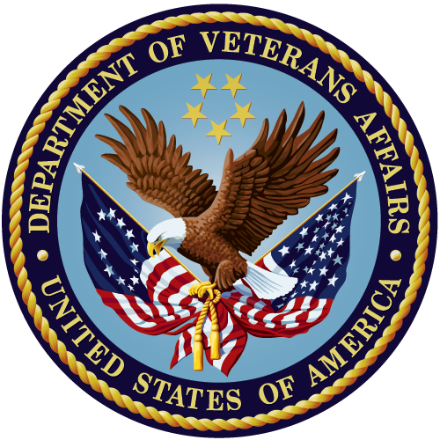 DEPARTMENT OF VETERANS AFFAIRS
UNITED STATES OF AMERICA